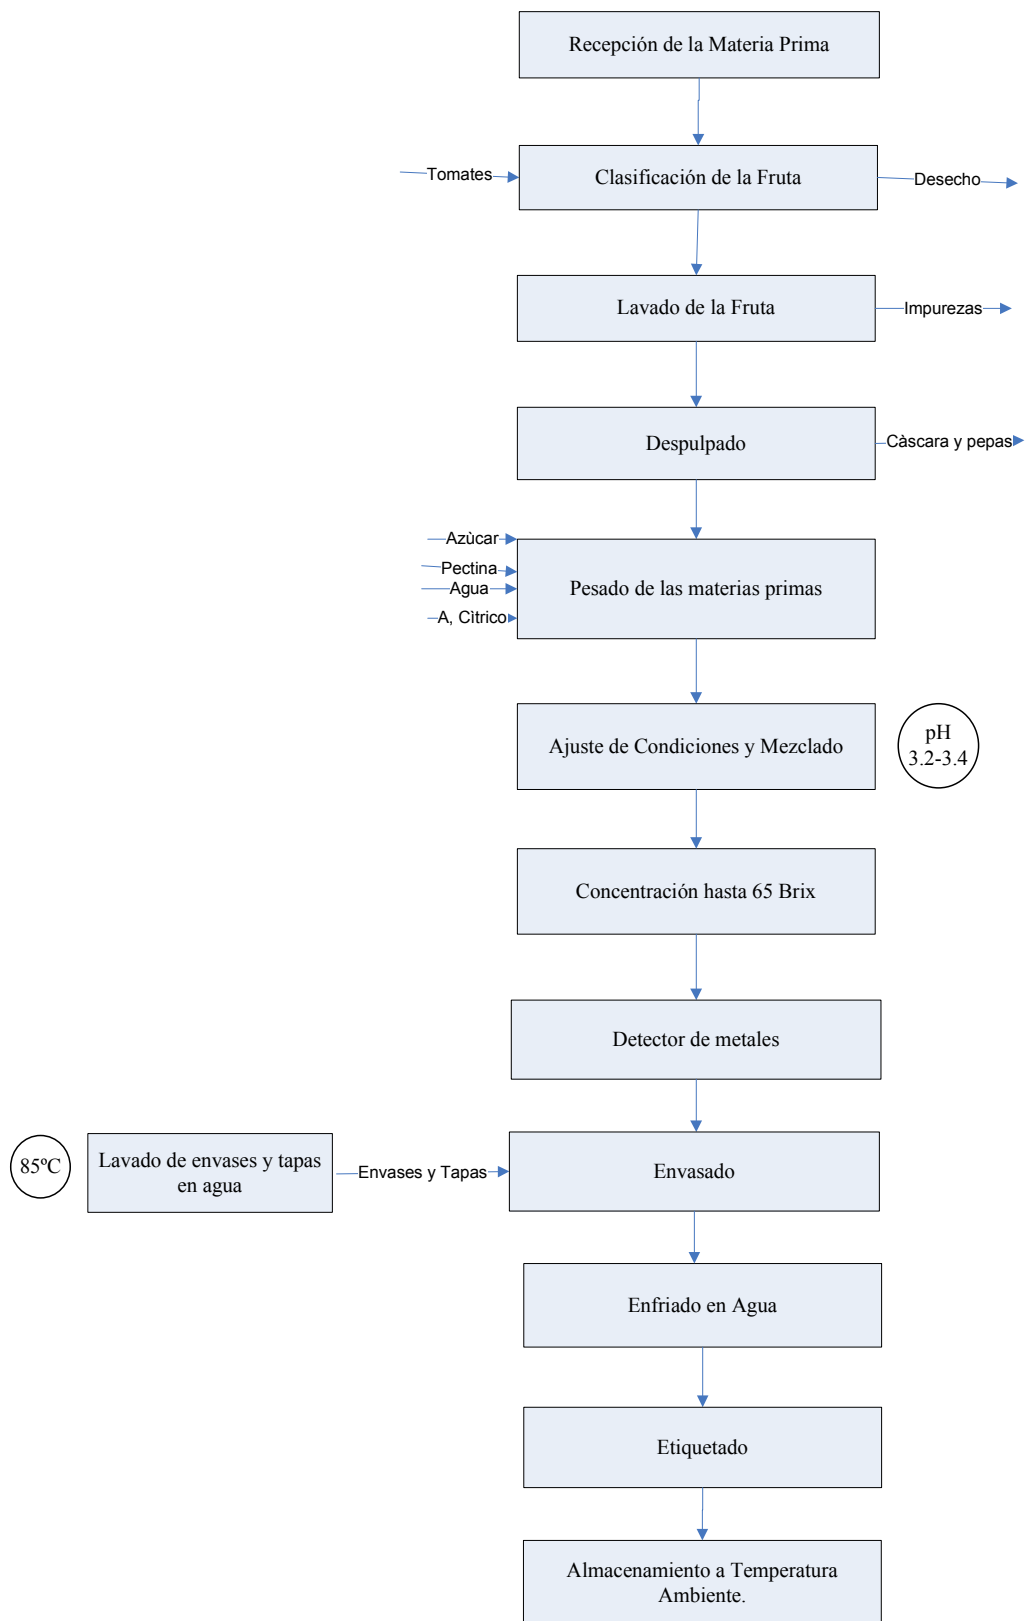 Recepción de la Materia Prima
Tomates
Clasificación de la Fruta
Desecho
Lavado de la Fruta
Impurezas
Despulpado
Càscara y pepas
Azùcar
Pectina
Agua
A, Cìtrico
Pesado de las materias primas
Ajuste de Condiciones y Mezclado
pH
3.2-3.4
Concentración hasta 65 Brix
Detector de metales
85ºC
Lavado de envases y tapas
en agua
Envases y Tapas
Envasado
Enfriado en Agua
Etiquetado
Almacenamiento a Temperatura
Ambiente.